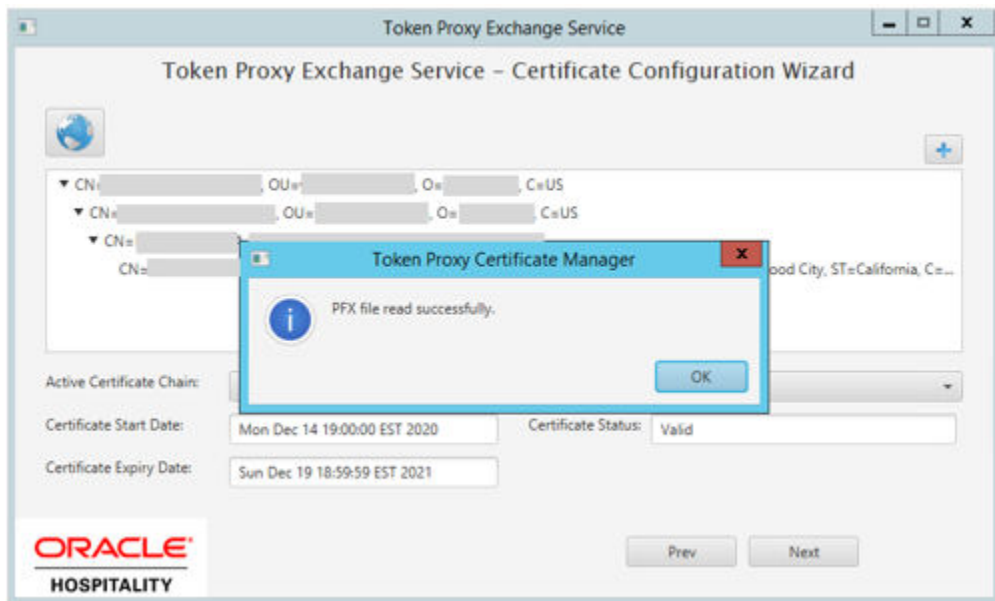 Token Proxy Exchange Service
Token Proxy Exchange Service – Certificate Configuration Wizard
CN= , OU= , O= , C=US
CN= , OU= , O= , C=US
CN=
CN= ood City, ST=California, C=...
Token Proxy Certificate Manager
PFX file read successfully.
OK
Active Certificate Chain:
Certificate Start Date: Mon Dec 14 19:00:00 EST 2020 Certificate Status: Valid
Certificate Expiry Date: Sun Dec 19 18:59:59 EST 2021
ORACLE
HOSPITALITY
Prev Next